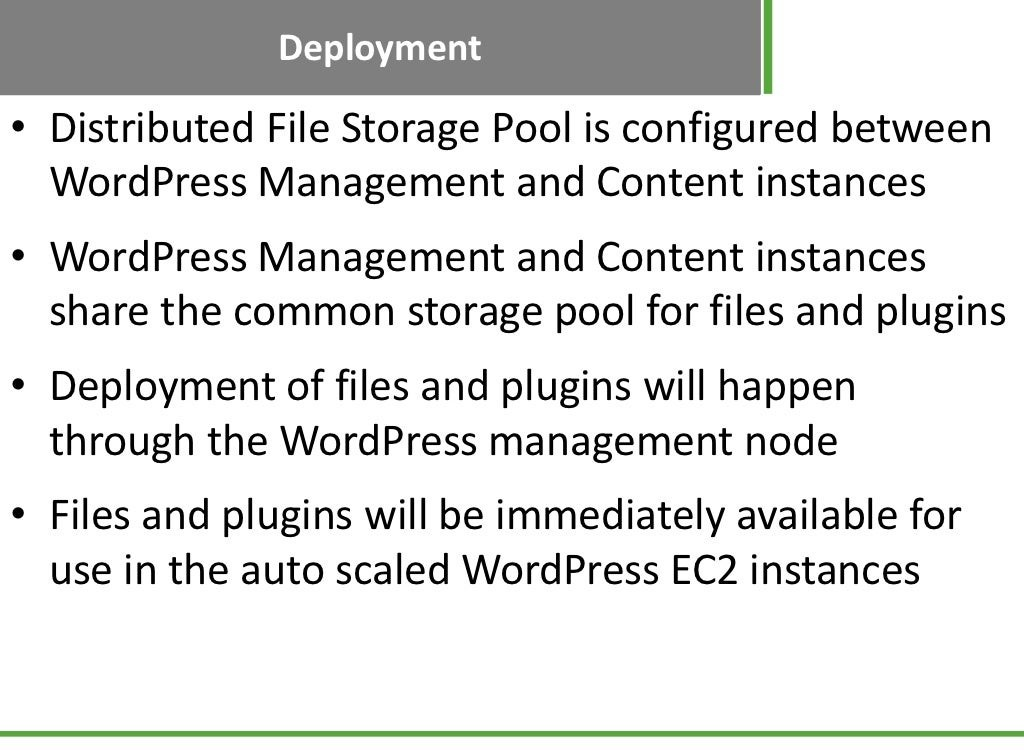 Deployment
• Distributed File Storage Pool is configured between
WordPress Management and Content instances
• WordPress Management and Content instances
share the common storage pool for files and plugins
• Deployment of files and plugins will happen
through the WordPress management node
• Files and plugins will be immediately available for
use in the auto scaled WordPress EC2 instances